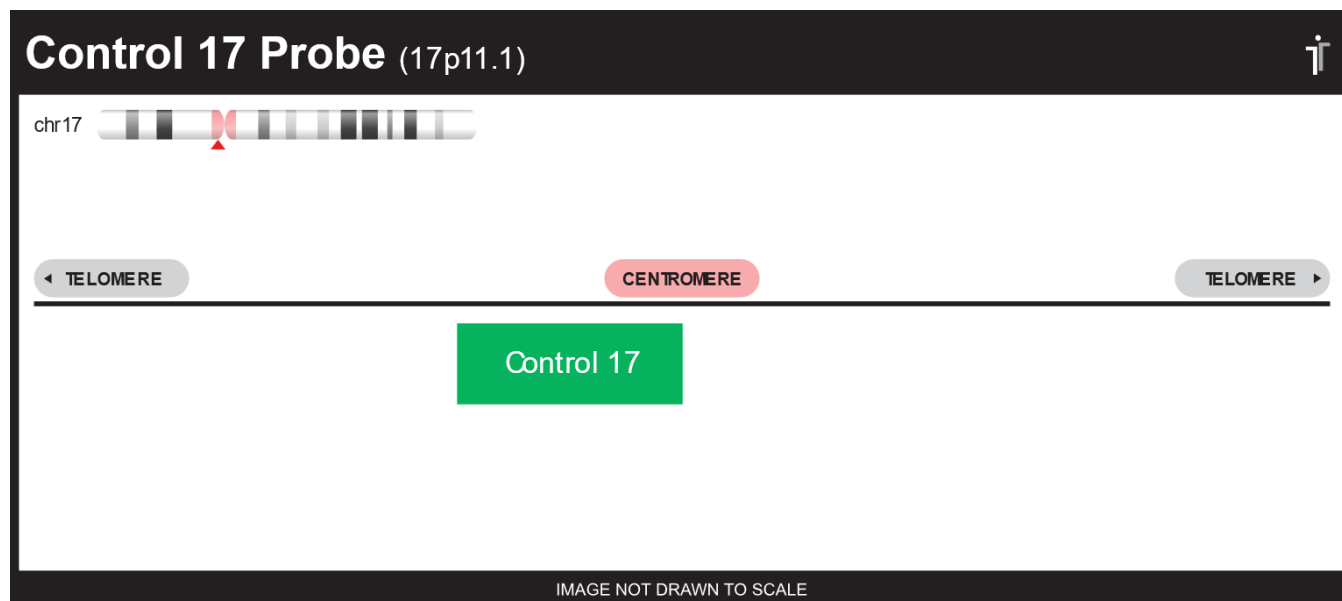 Control 17 Probe (17p11.1)
chr17
TELOMERE
CENTROMERE
TELOMERE
Control 17
IMAGE NOT DRAWN TO SCALE